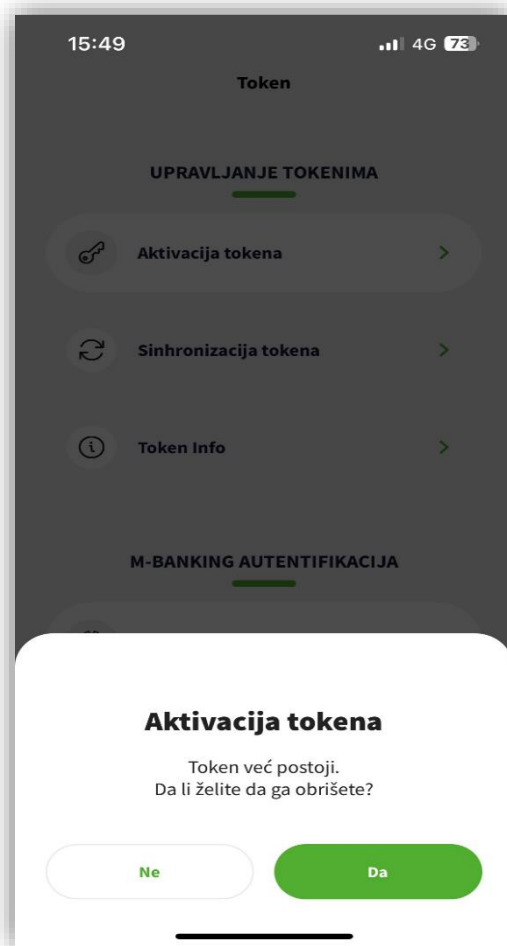 15:49
4G 73
Token
UPRAVLJANJE TOKENIMA
Aktivacija tokena
Sinhronizacija tokena
Token Info
M-BANKING AUTENTIFIKACIJA
Aktivacija tokena
Token već postoji.
Da li želite da ga obrišete?
Ne
Da